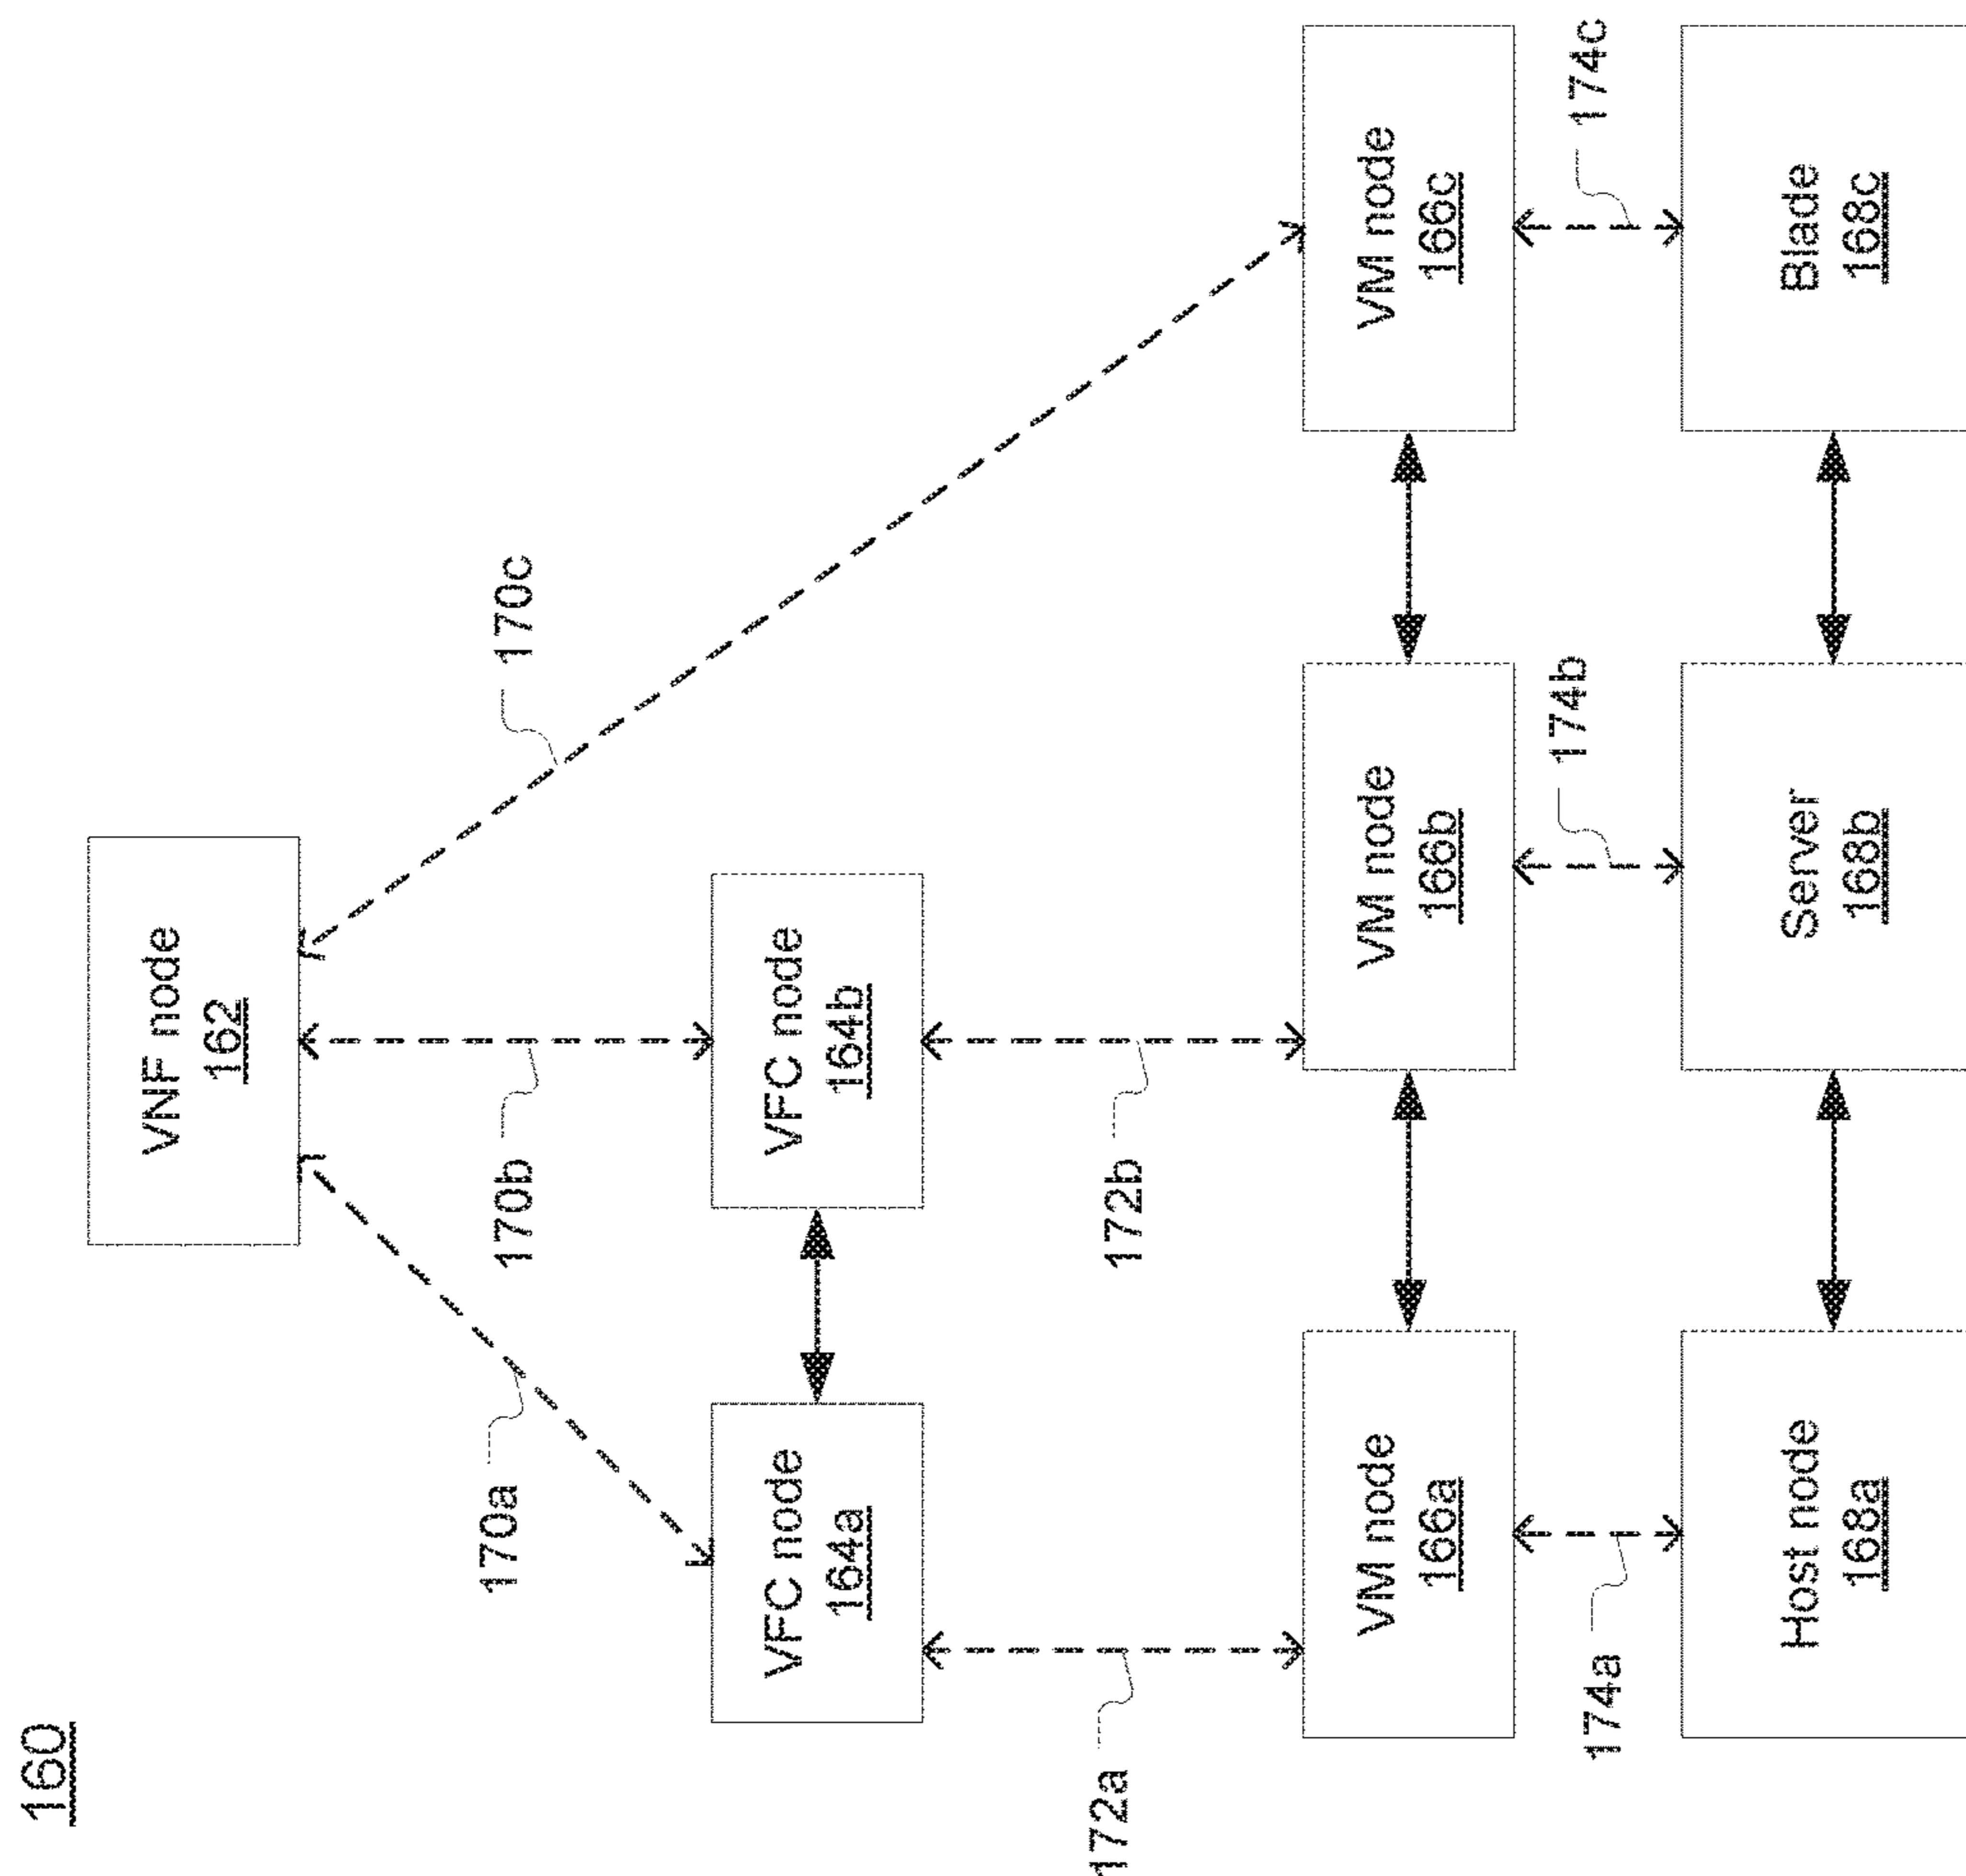 160
VNF node
162
170a
170b
170c
VFC node
164a
VFC node
164b
172a
172b
VM node
166a
VM node
166b
VM node
166c
174a
174b
174c
Host node
168a
Server
168b
Blade
168c